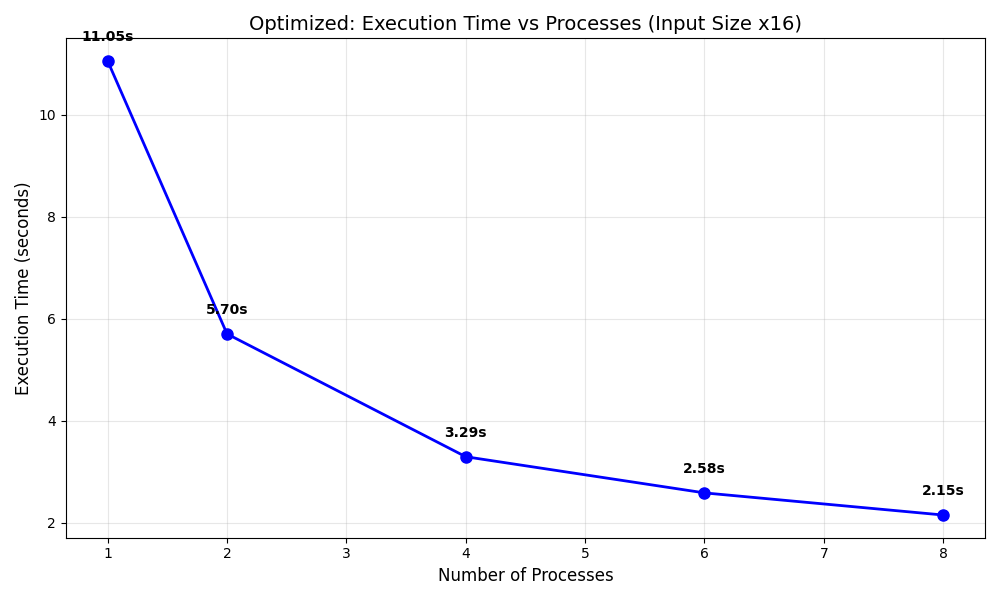 Optimized: Execution Time vs Processes (Input Size x16)
11.05s
10
8
Execution Time (seconds)
6
5.70s
4
3.29s
2.58s
2.15s
2
1 2 3 4 5 6 7 8
Number of Processes